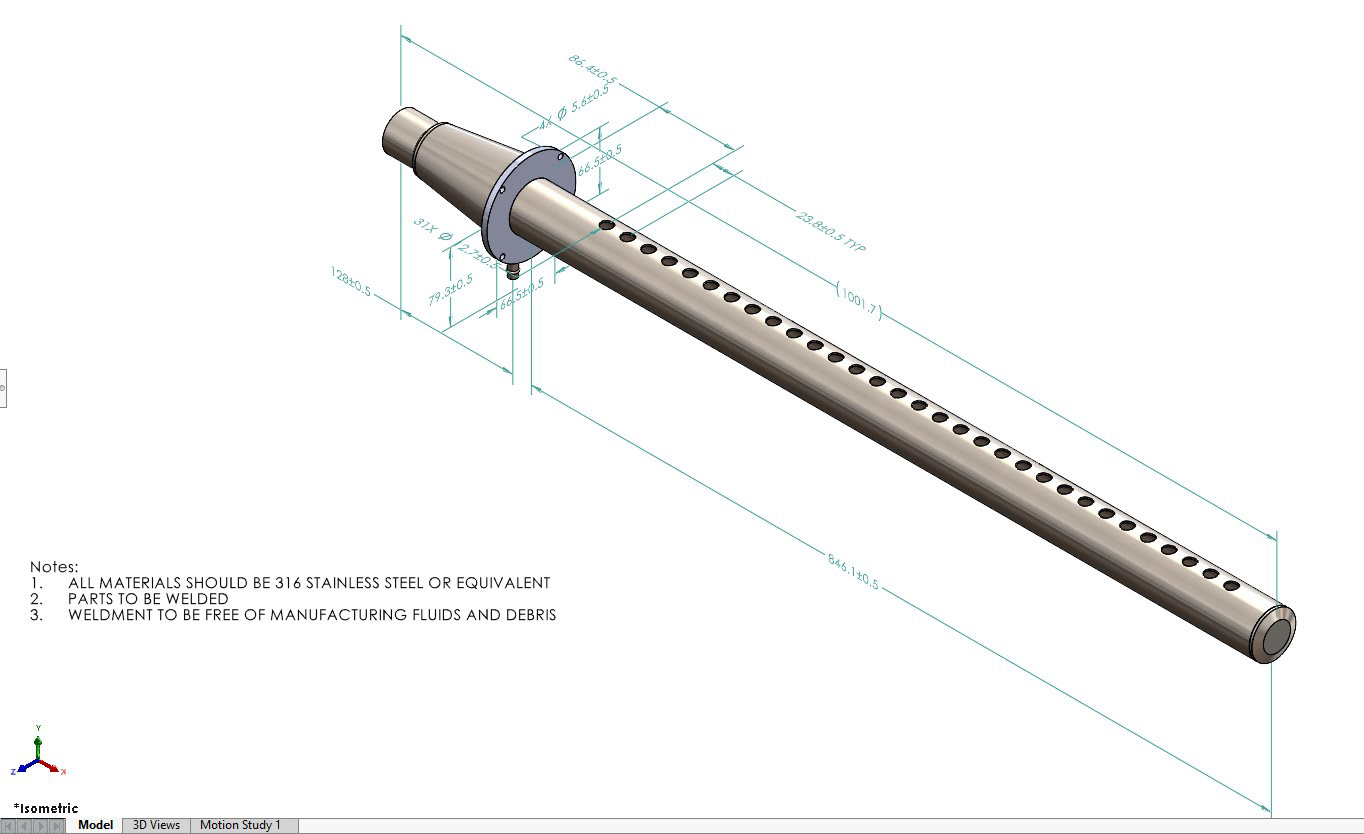 86.4±0.5
4X Ø 5.6±0.5
66.5±0.5
23.8±0.5 TYP
31X Ø 2.7±0.5
128±0.5
79.3±0.5
66.5±0.5
(1001.7)
846.1±0.5
Notes:
1. ALL MATERIALS SHOULD BE 316 STAINLESS STEEL OR EQUIVALENT
2. PARTS TO BE WELDED
3. WELDMENT TO BE FREE OF MANUFACTURING FLUIDS AND DEBRIS
Y
Z X
*Isometric
Model 3D Views Motion Study 1